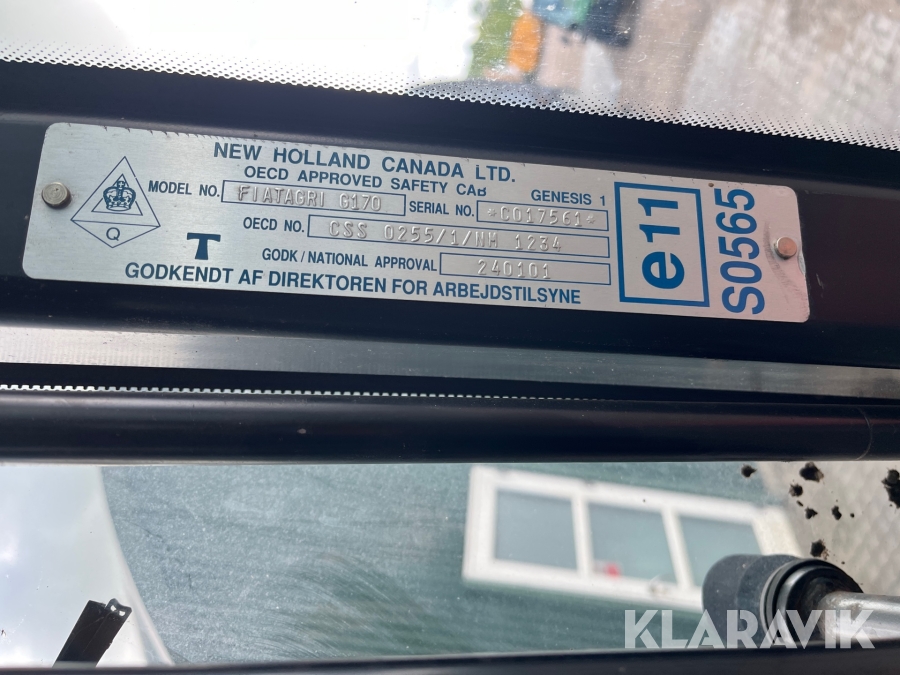 NEW HOLLAND CANADA LTD.
OECD APPROVED SAFETY CAB GENESIS 1
MODEL NO. FIATAGRI G170 SERIAL NO. *C017561*
OECD NO. CSS 0255/1/NH 1234
GODK/NATIONAL APPROVAL 240101
GODKENDT AF DIREKTOREN FOR ARBEJDSTILSYNE
Q
T
e11
S0565
KLARAVIK